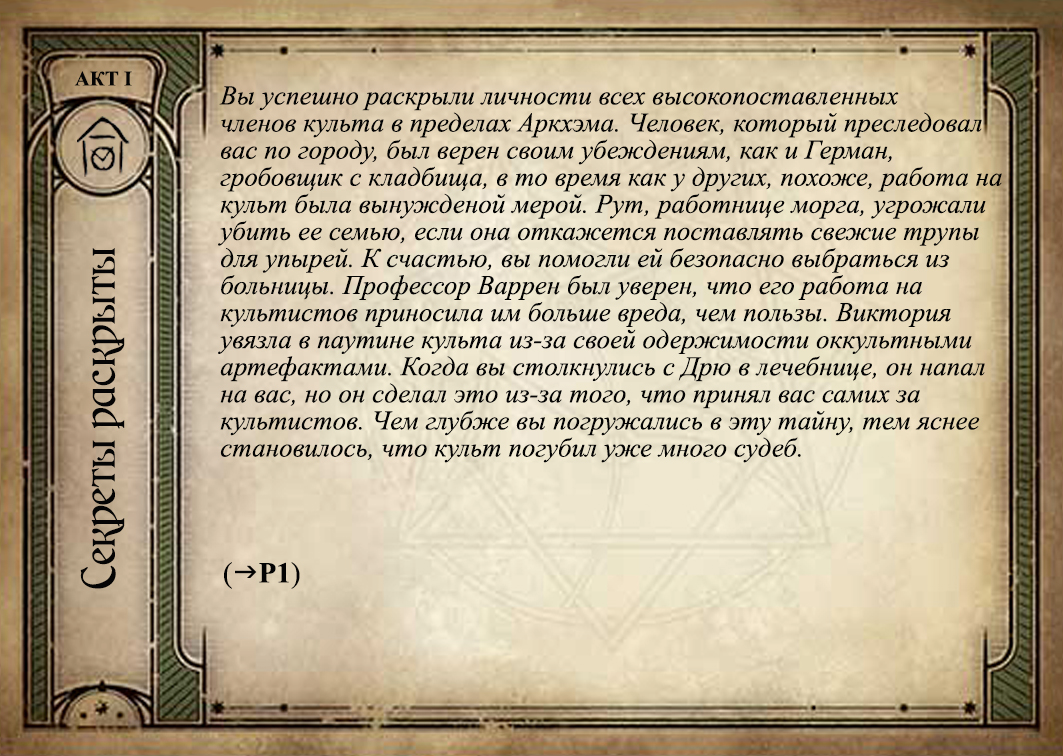 АКТ I
Секреты раскрыты
Вы успешно раскрыли личности всех высокопоставленных
членов культа в пределах Аркхэма. Человек, который преследовал
вас по городу, был верен своим убеждениям, как и Герман,
гробовщик с кладбища, в то время как у других, похоже, работа на
культ была вынужденой мерой. Рут, работнице морга, угрожали
убить ее семью, если она откажется поставлять свежие трупы
для упырей. К счастью, вы помогли ей безопасно выбраться из
больницы. Профессор Варрен был уверен, что его работа на
культистов приносила им больше вреда, чем пользы. Виктория
увязла в паутине культа из-за своей одержимости оккультными
артефактами. Когда вы столкнулись с Дрю в лечебнице, он напал
на вас, но он сделал это из-за того, что принял вас самих за
культистов. Чем глубже вы погружались в эту тайну, тем яснее
становилось, что культ погубил уже много судеб.
(→Р1)